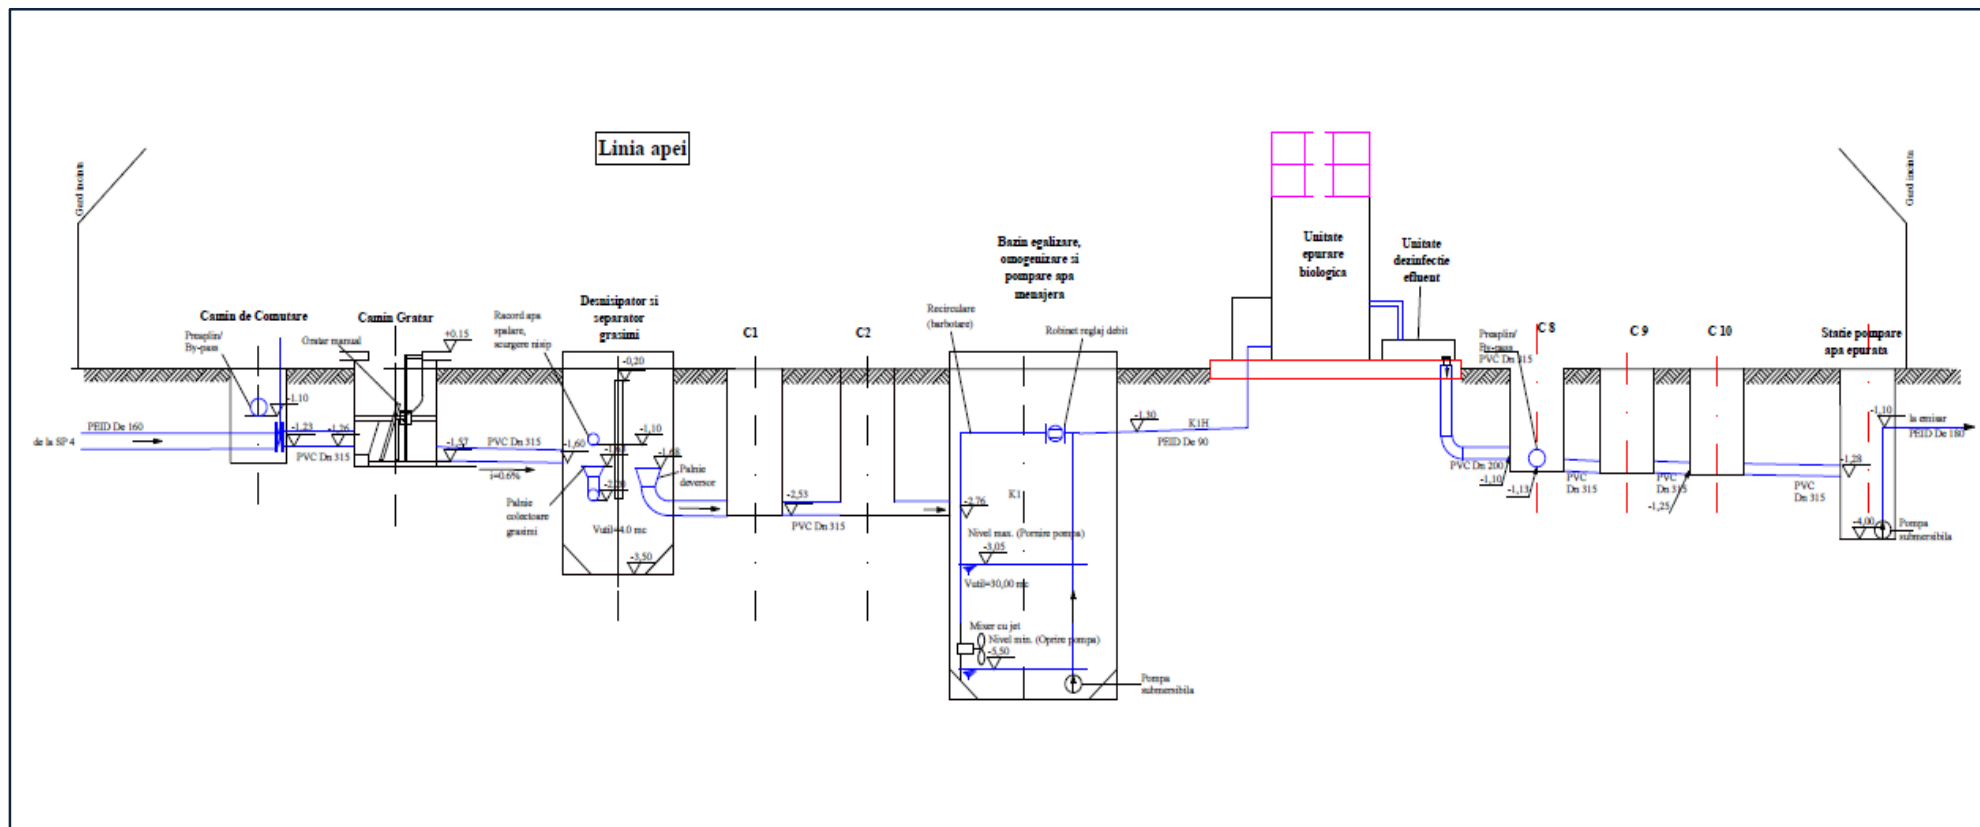 Linia apei
Gard incinta
Gard incinta
Camin de Comutare
Preaplin/
By-pass
-1,10
-1,23
PEID De 160
de la SP 4
PVC Dn 315
Camin Gratar
Gratar manual
+0.15
-1,26
-1,57
PVC Dn 315
i=0.6%
Desnisipator si
separator
grasimi
Racord apa
spalare,
scurgere nisip
-0,20
-1,10
-1,60
-1,68
Palnie
deversor
Palnie
colectoare
grasimi
Vutil=4.0 mc
-3,50
C1
C2
-2,53
PVC Dn 315
Bazin egalizare,
omogenizare si
pompare apa
menajera
Recirculare
(barbotare)
Robinet reglaj debit
-2,76
K1
Nivel max. (Pornire pompa)
-3,05
Vutil=30,00 mc
Mixer cu jet
Nivel min. (Oprire pompa)
-5,50
Pompa
submersibila
-1,30
K1H
PEID De 90
Unitate
epurare
biologica
Unitate
dezinfectie
efluent
Preaplin/
By-pass
PVC Dn 315
C 8
C 9
C 10
PVC Dn 200
-1,10
-1,13
PVC
Dn 315
PVC
Dn 315
-1,25
PVC
Dn 315
Statie pompare
apa epurata
-1,10
la emisar
PEID De 180
-1,28
-4,00
Pompa
submersibila